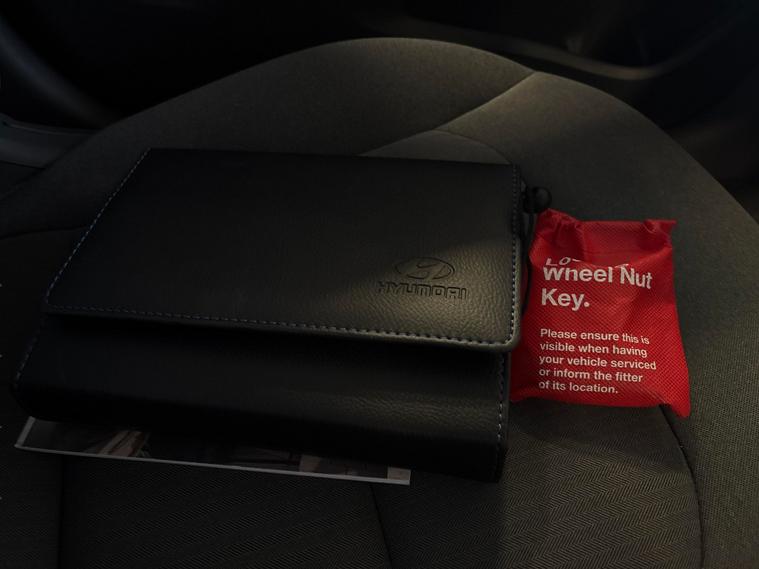 HYUNDAI
Wheel Nut
Key.
Please ensure this is
visible when having
your vehicle serviced
or inform the fitter
of its location.